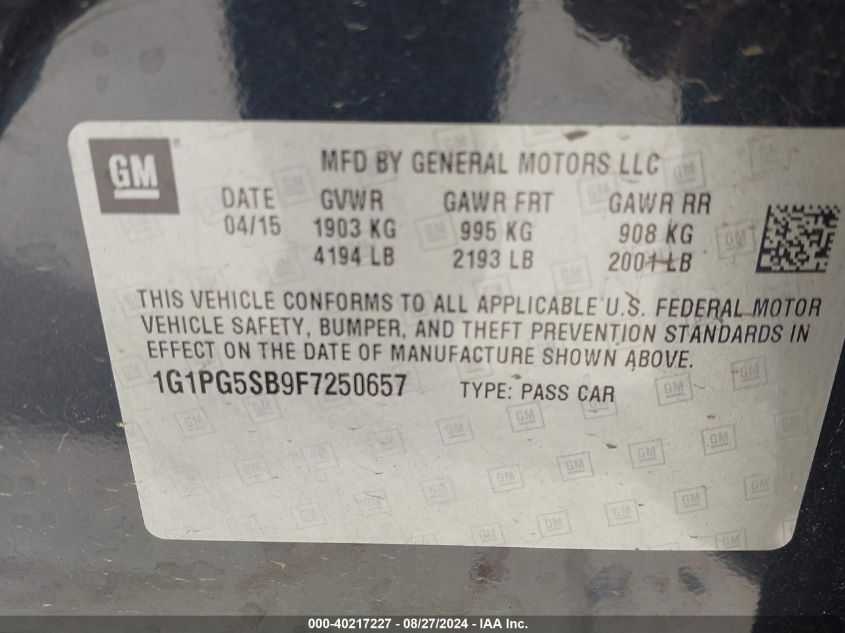 GM
MFD BY GENERAL MOTORS LLC
DATE GVWR GAWR FRT GAWR RR
04/15 1903 KG 995 KG 908 KG
4194 LB 2193 LB 2001 LB
THIS VEHICLE CONFORMS TO ALL APPLICABLE U.S. FEDERAL MOTOR
VEHICLE SAFETY, BUMPER, AND THEFT PREVENTION STANDARDS IN
EFFECT ON THE DATE OF MANUFACTURE SHOWN ABOVE.
1G1PG5SB9F7250657 TYPE: PASS CAR
000-40217227 - 08/27/2024 - IAA Inc.